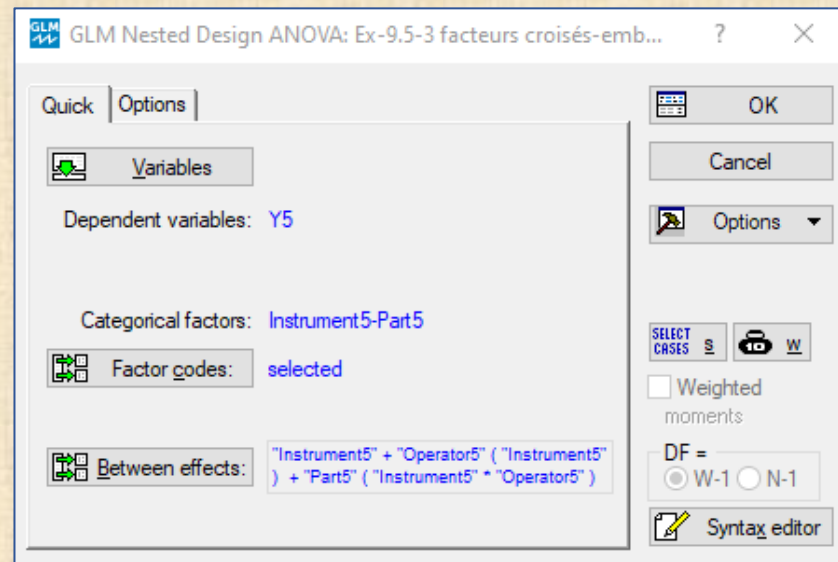 GLM
GLM Nested Design ANOVA: Ex-9.5-3 facteurs croisés-emb... ? ×
Quick Options
OK
Variables
Cancel
Dependent variables: Y5
Options
Categorical factors: Instrument5-Part5
SELECT CASES S 10 W
Factor codes: selected
Weighted moments
Between effects: "Instrument5" + "Operator5" ( "Instrument5"
) + "Part5" ( "Instrument5" * "Operator5" )
DF =
W-1 N-1
Syntax editor